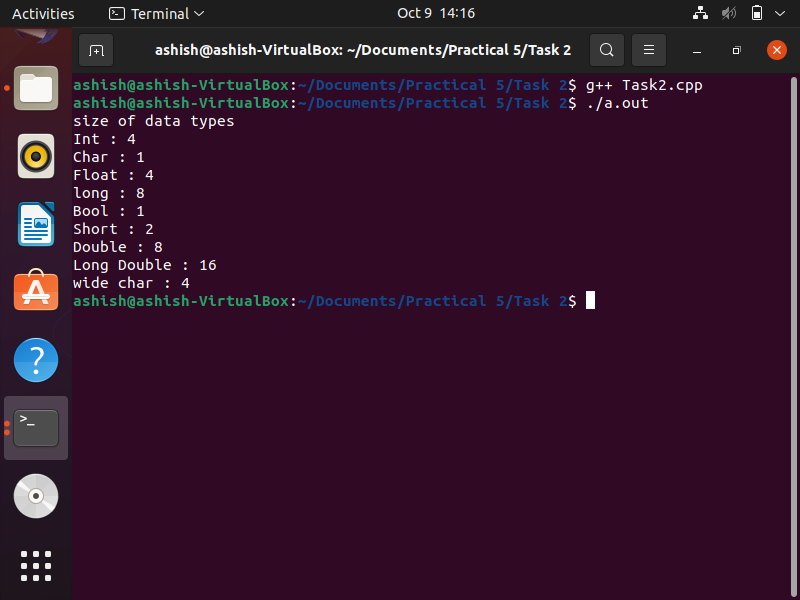 Activities
Terminal
Oct 9 14:16
ashish@ashish-VirtualBox: ~/Documents/Practical 5/Task 2
ashish@ashish-VirtualBox:~/Documents/Practical 5/Task 2$ g++ Task2.cpp
ashish@ashish-VirtualBox:~/Documents/Practical 5/Task 2$ ./a.out
size of data types
Int : 4
Char : 1
Float : 4
long : 8
Bool : 1
Short : 2
Double : 8
Long Double : 16
wide char : 4
ashish@ashish-VirtualBox:~/Documents/Practical 5/Task 2$